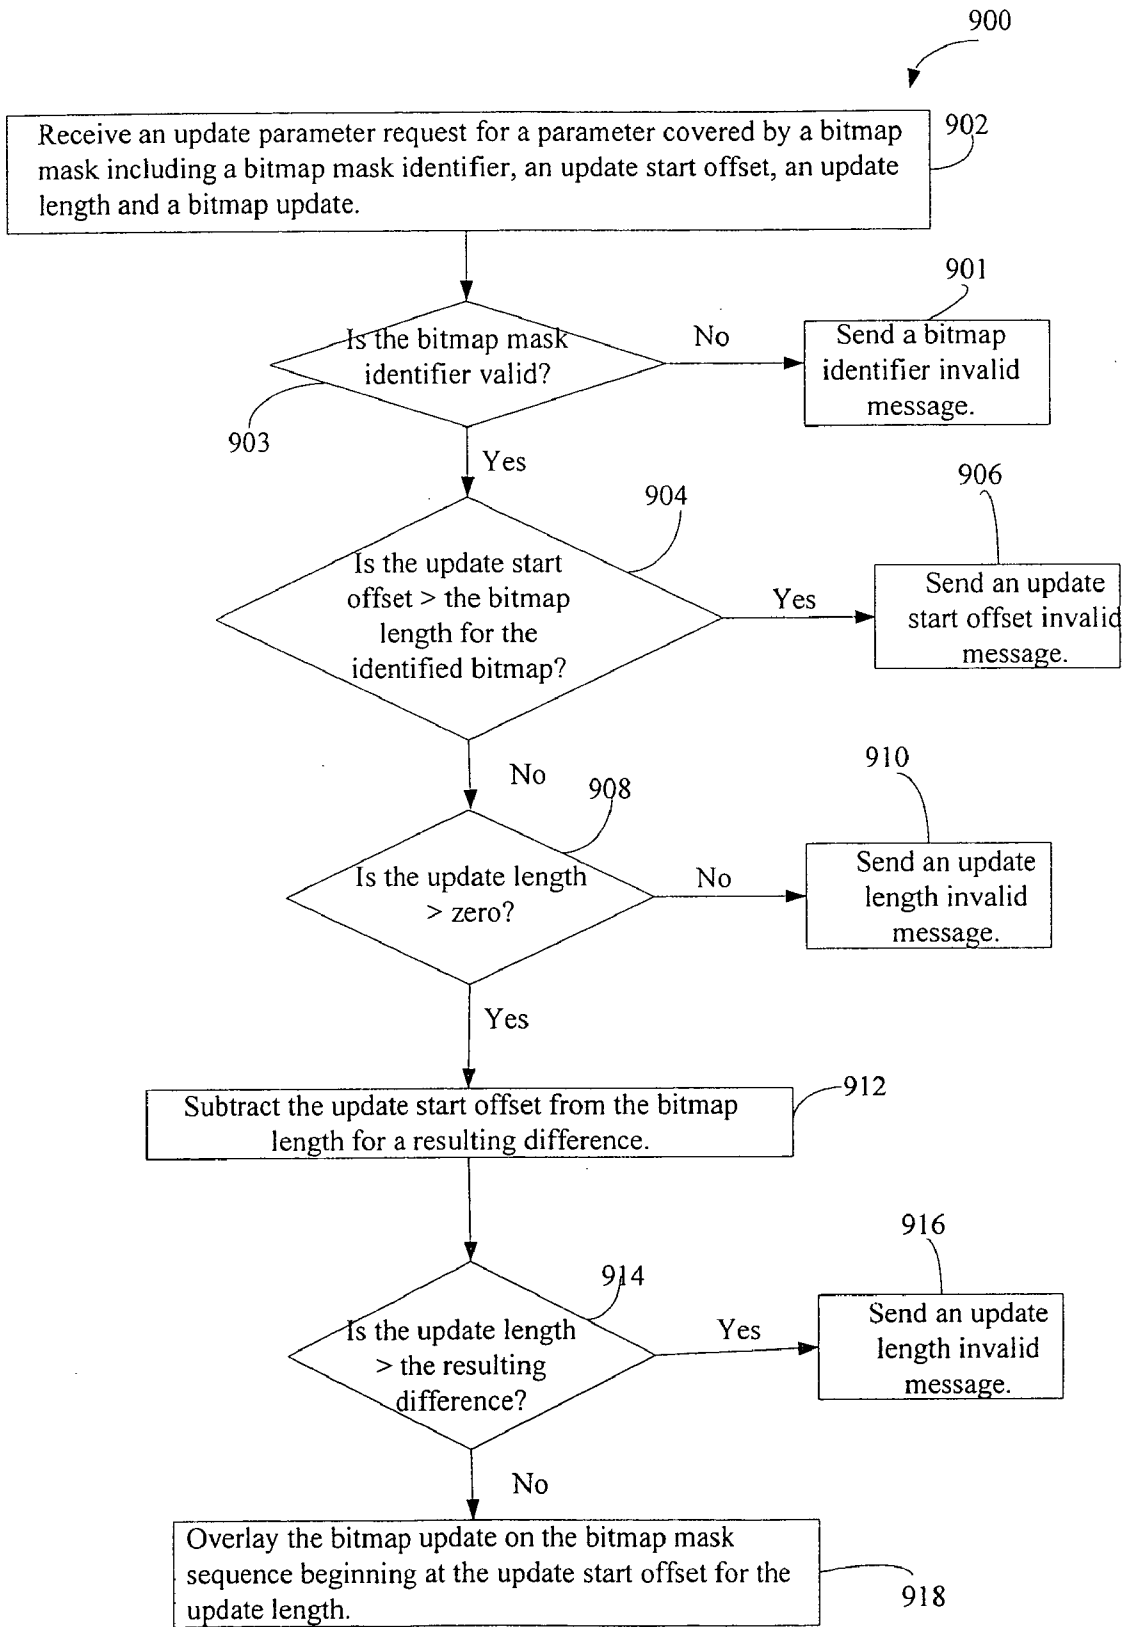 900
Receive an update parameter request for a parameter covered by a bitmap
mask including a bitmap mask identifier, an update start offset, an update
length and a bitmap update.
902
901
Is the bitmap mask
identifier valid?
No
Send a bitmap
identifier invalid
message.
903
Yes
904
906
Is the update start
offset > the bitmap
length for the
identified bitmap?
Yes
Send an update
start offset invalid
message.
No
908
910
Is the update length
> zero?
No
Send an update
length invalid
message.
Yes
Subtract the update start offset from the bitmap
length for a resulting difference.
912
914
916
Is the update length
> the resulting
difference?
Yes
Send an update
length invalid
message.
No
Overlay the bitmap update on the bitmap mask
sequence beginning at the update start offset for the
update length.
918